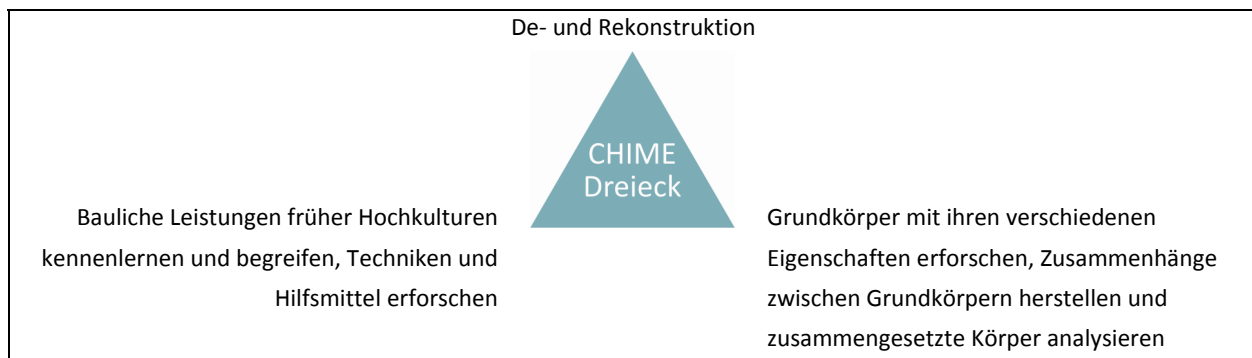 De- und Rekonstruktion
CHIME
Dreieck
Bauliche Leistungen früher Hochkulturen
kennenlernen und begreifen, Techniken und
Hilfsmittel erforschen
Grundkörper mit ihren verschiedenen
Eigenschaften erforschen, Zusammenhänge
zwischen Grundkörpern herstellen und
zusammengesetzte Körper analysieren